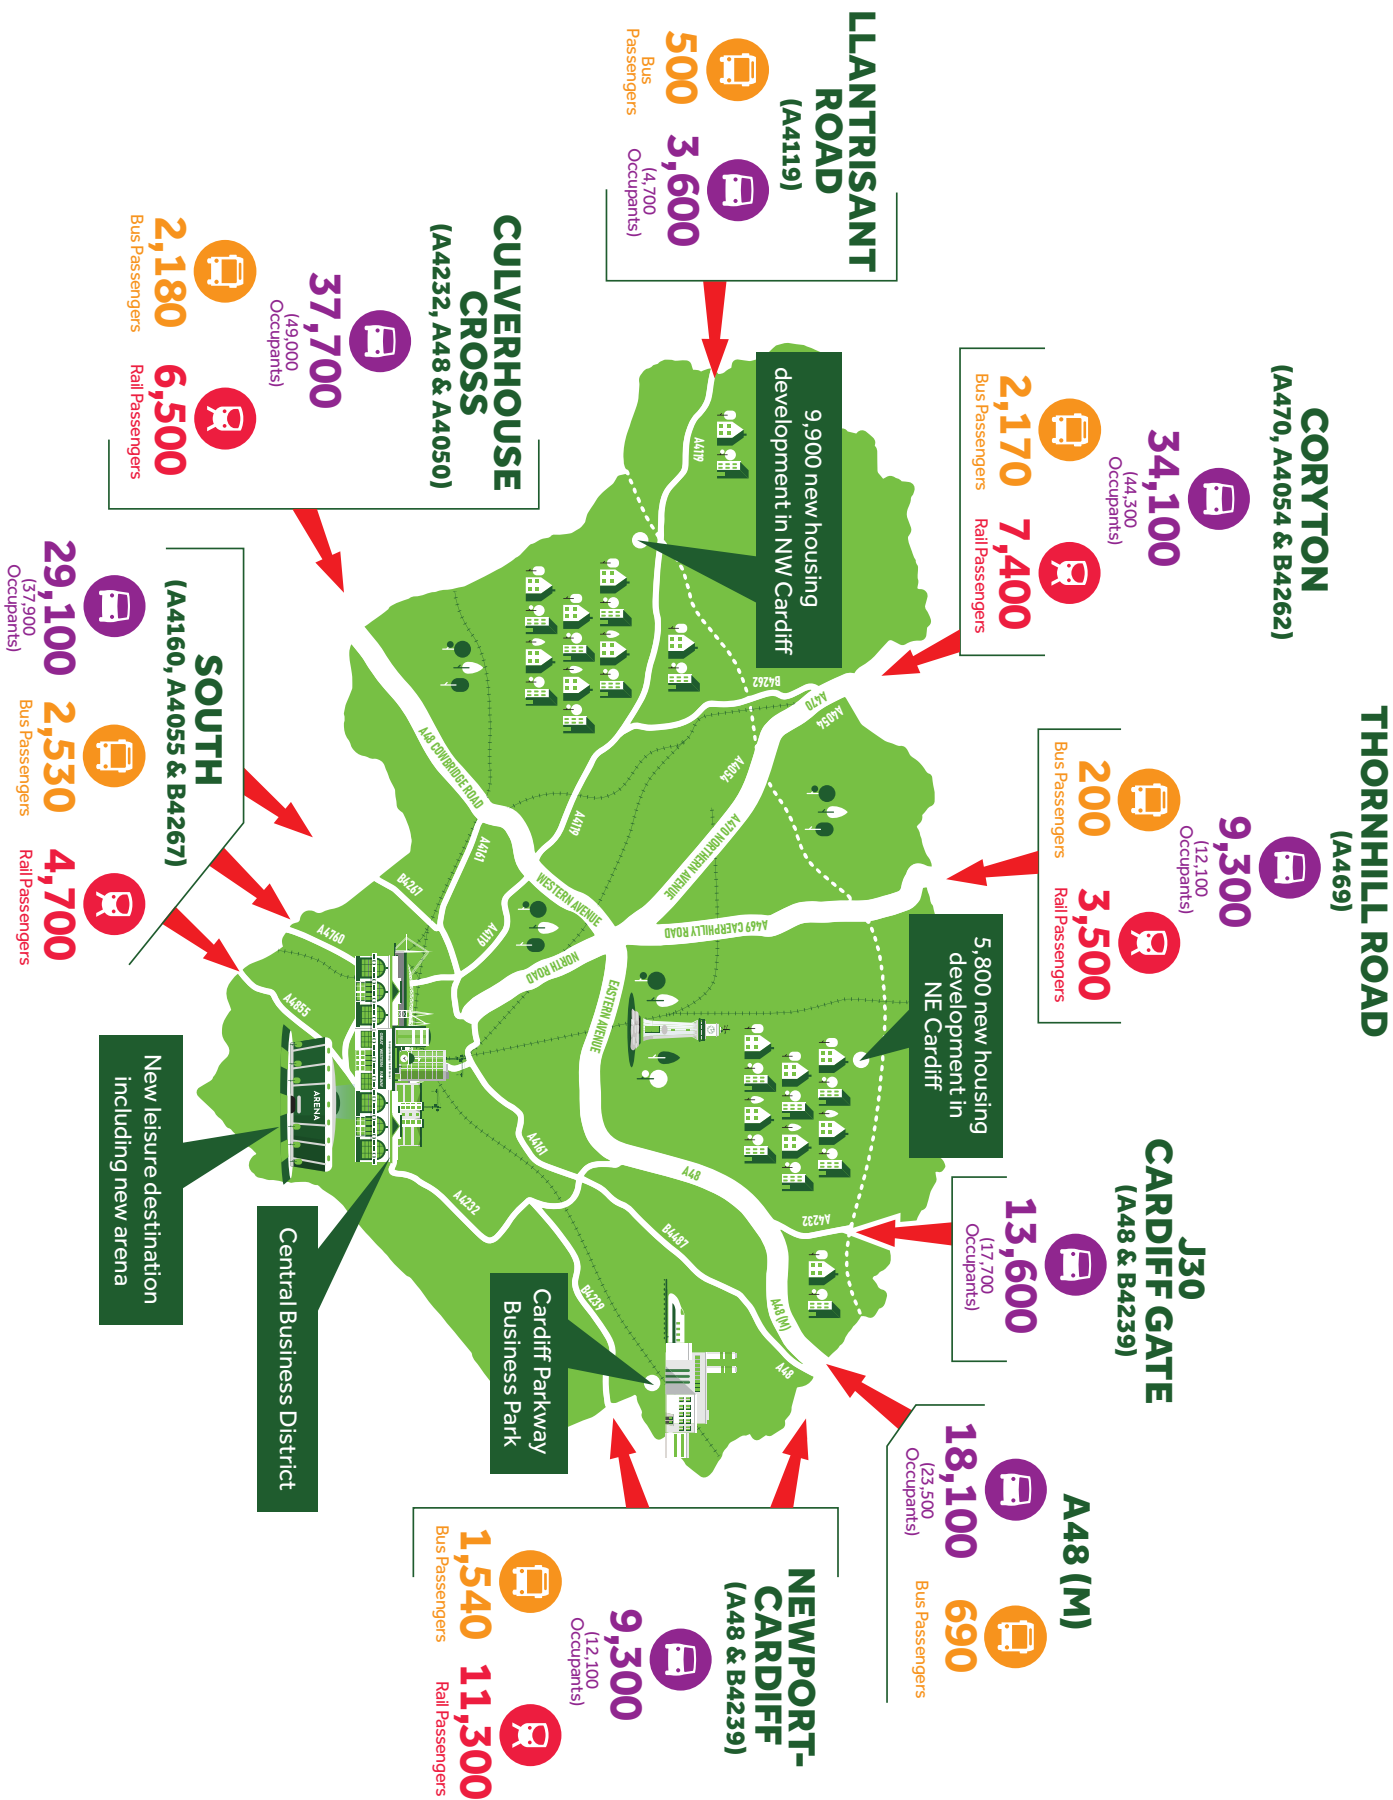 THORNHILL ROAD
(A469)
9,300
(12,100
Occupants)
200
Bus Passengers
3,500
Rail Passengers
CORYTON
(A470, A4054 & B4262)
34,100
(44,300
Occupants)
2,170
Bus Passengers
7,400
Rail Passengers
J30
CARDIFF GATE
(A48 & B4239)
13,600
(17,700
Occupants)
A48 (M)
18,100
(23,500
Occupants)
690
Bus Passengers
LLANTRISANT
ROAD
(A4119)
500
Bus
Passengers
3,600
(4,700
Occupants)
9,900 new housing
development in NW Cardiff
5,800 new housing
development in
NE Cardiff
NEWPORT-
CARDIFF
(A48 & B4239)
9,300
(12,100
Occupants)
1,540
Bus Passengers
11,300
Rail Passengers
CULVERHOUSE
CROSS
(A4232, A48 & A4050)
37,700
(49,000
Occupants)
2,180
Bus Passengers
6,500
Rail Passengers
SOUTH
(A4160, A4055 & B4267)
29,100
(37,900
Occupants)
2,530
Bus Passengers
4,700
Rail Passengers
Cardiff Parkway
Business Park
Central Business District
New leisure destination
including new arena
A4119
B4262
A470
A4054
A4054
A470 NORTHERN AVENUE
A469 CAERPHILLY ROAD
A4232
A48 (M)
A48
A48
B4487
B4239
A4161
A4232
EASTERN AVENUE
NORTH ROAD
WESTERN AVENUE
A4119
A4119
A48 COWBRIDGE ROAD
A4161
B4267
A4760
A4855
ARENA